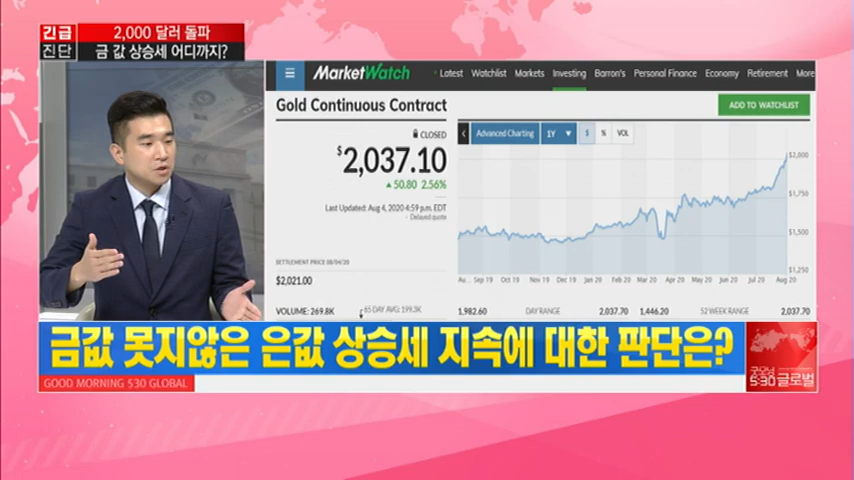 긴급
진단
2,000 달러 돌파
금 값 상승세 어디까지?
MarketWatch
Latest Watchlist Markets Investing Barron's Personal Finance Economy Retirement More
Gold Continuous Contract
ADD TO WATCHLIST
CLOSED
$2,037.10
50.80 2.56%
Last Updated: Aug 4, 2020 4:59 p.m. EDT
Delayed quote
Advanced Charting 1Y $ % VOL
$2,000
$1,750
$1,500
$1,250
Au... Sep 19 Oct 19 Nov 19 Dec 19 Jan 20 Feb 20 Mar 20 Apr 20 May 20 Jun 20 Jul 20 Aug 20
SETTLEMENT PRICE 08/04/20
$2,021.00
VOLUME: 269.8K 65 DAY AVG: 199.3K
1,982.60 DAY RANGE 2,037.70 1,446.20 52 WEEK RANGE 2,037.70
금값 못지않은 은값 상승세 지속에 대한 판단은?
GOOD MORNING 530 GLOBAL
굿모닝
5:30 글로벌